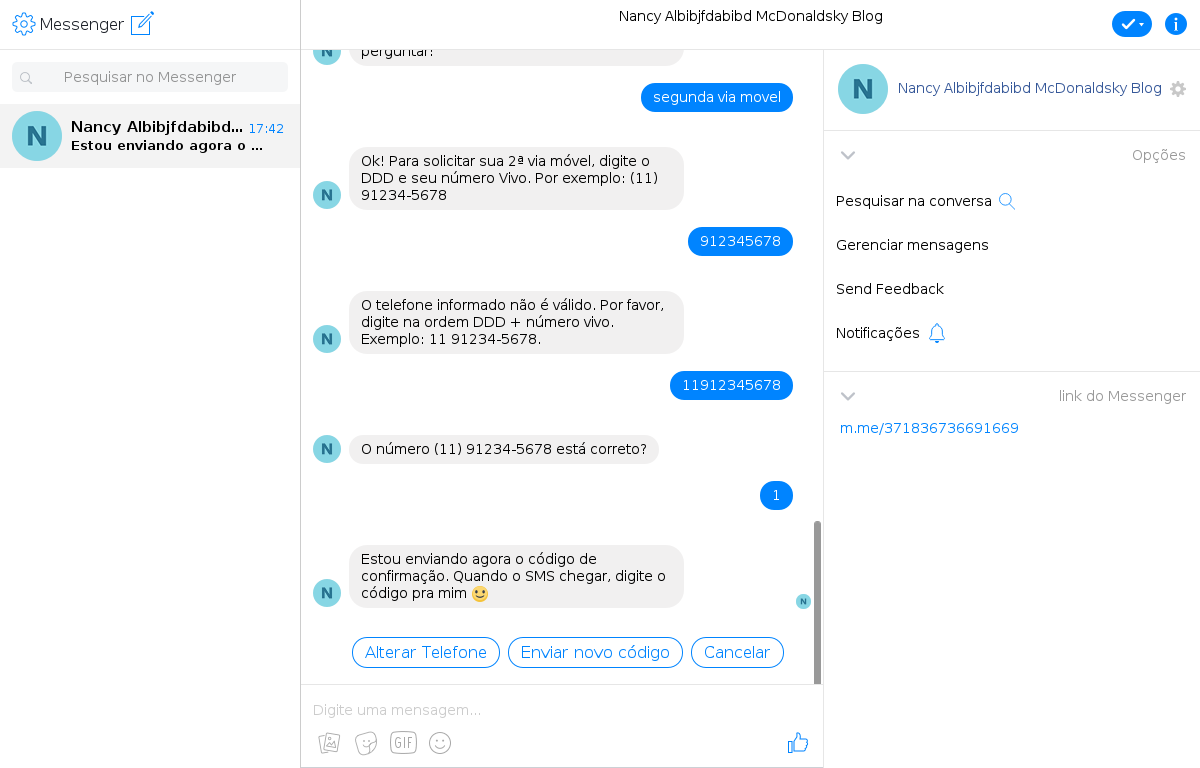 Messenger
Pesquisar no Messenger
N
Nancy Albibjfdabibd...
17:42
Estou enviando agora o ...
Nancy Albibjfdabibd McDonaldsky Blog
N
perguntar!
segunda via movel
Ok! Para solicitar sua 2ª via móvel, digite o
DDD e seu número Vivo. Por exemplo: (11)
91234-5678
N
912345678
O telefone informado não é válido. Por favor,
digite na ordem DDD + número vivo.
Exemplo: 11 91234-5678.
N
11912345678
N
O número (11) 91234-5678 está correto?
1
Estou enviando agora o código de
confirmação. Quando o SMS chegar, digite o
código pra mim 🙂
N
N
Alterar Telefone
Enviar novo código
Cancelar
Digite uma mensagem...
GIF
N
Nancy Albibjfdabibd McDonaldsky Blog
Opções
Pesquisar na conversa
Gerenciar mensagens
Send Feedback
Notificações
link do Messenger
m.me/371836736691669